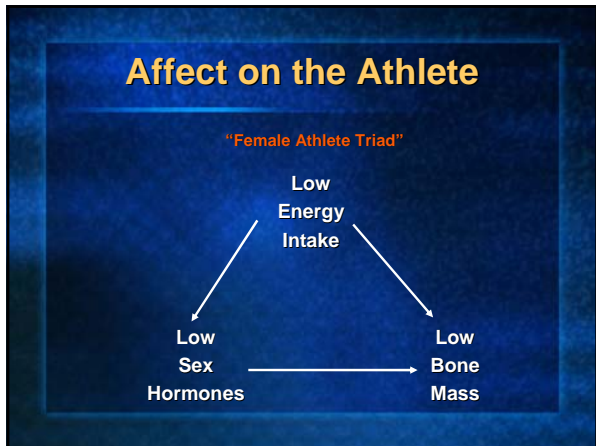 Affect on the Athlete
“Female Athlete Triad”
Low
Energy
Intake
Low
Sex
Hormones
Low
Bone
Mass